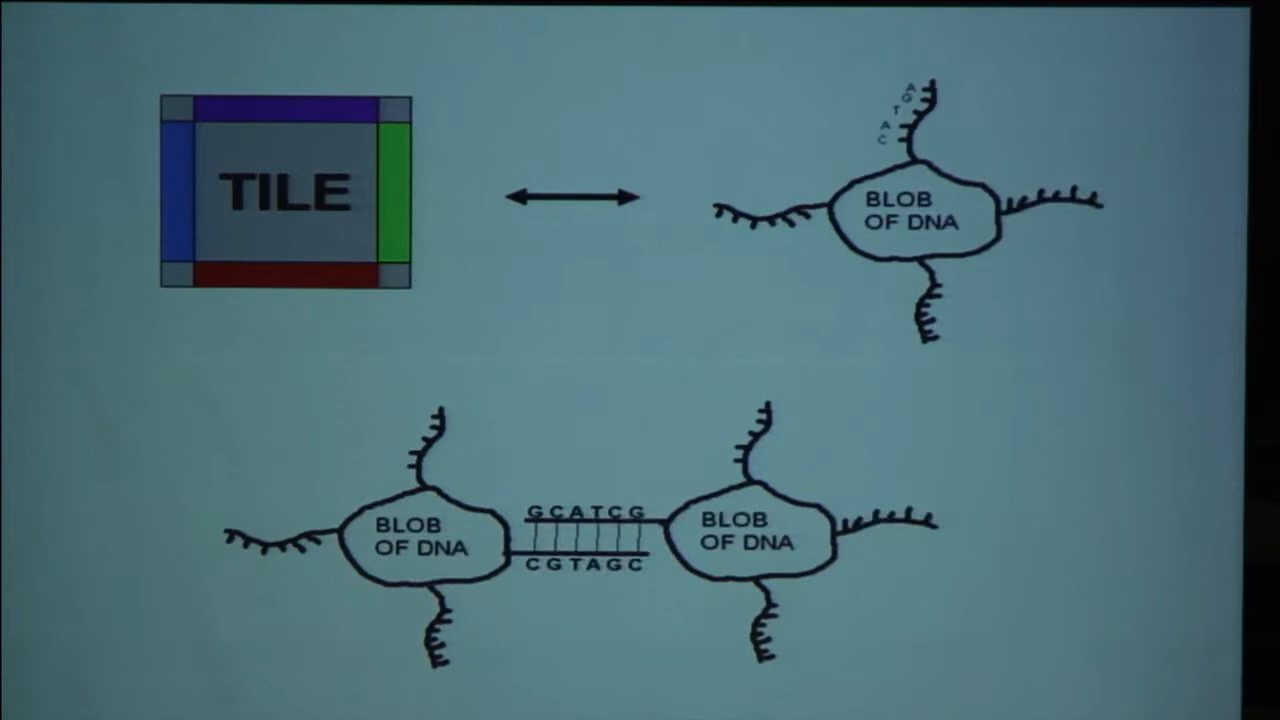 A
G
T
A
C
TILE
BLOB
OF DNA
GCATCG
BLOB
OF DNA
BLOB
OF DNA
CGTAGC